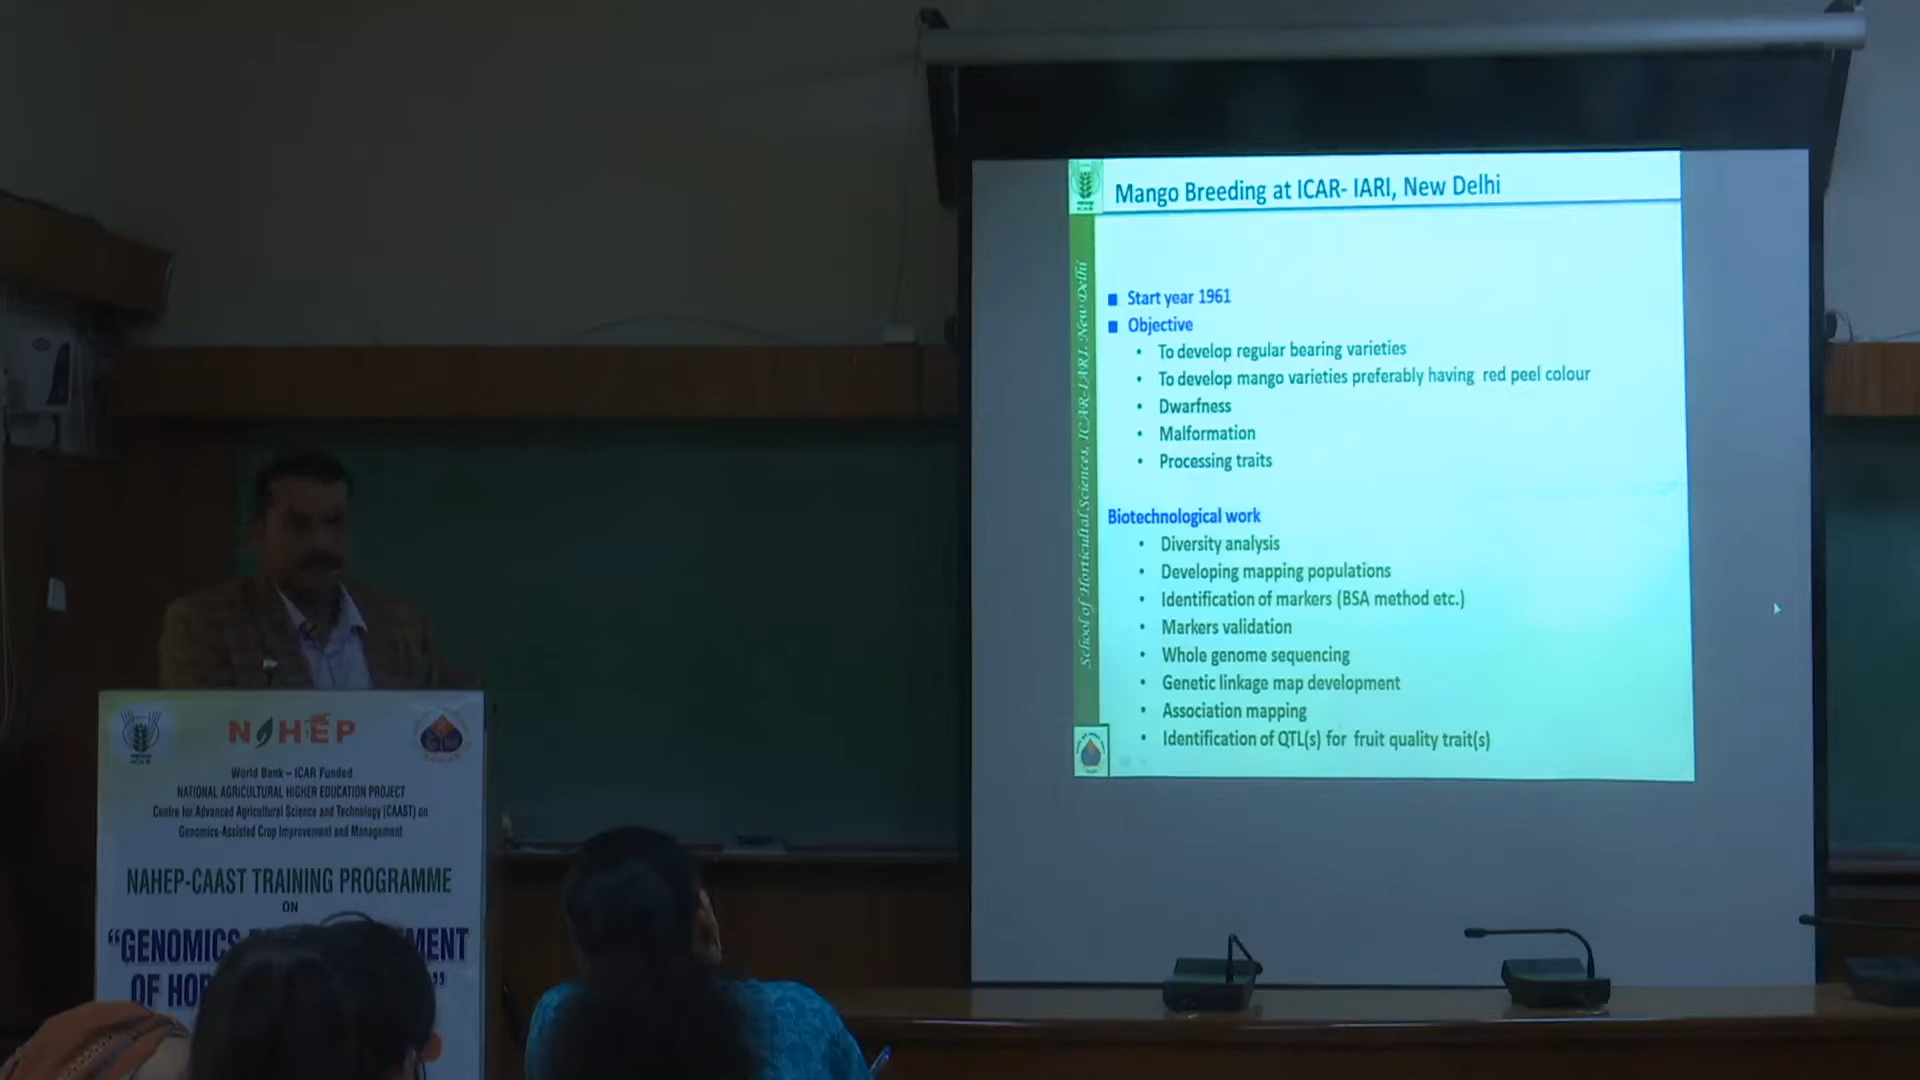 Mango Breeding at ICAR- IARI, New Delhi
Start year 1961
Objective
To develop regular bearing varieties
To develop mango varieties preferably having red peel colour
Dwarfness
Malformation
Processing traits
Biotechnological work
Diversity analysis
Developing mapping populations
Identification of markers (BSA method etc.)
Markers validation
Whole genome sequencing
Genetic linkage map development
Association mapping
Identification of QTL(s) for fruit quality trait(s)
School of Horticultural Sciences, ICAR-IARI, New Delhi
NAHEP
World Bank – ICAR Funded
NATIONAL AGRICULTURAL HIGHER EDUCATION PROJECT
Centre for Advanced Agricultural Science and Technology (CAAST) on
Genomics-Assisted Crop Improvement and Management
NAHEP-CAAST TRAINING PROGRAMME
ON
“GENOMICS
OF